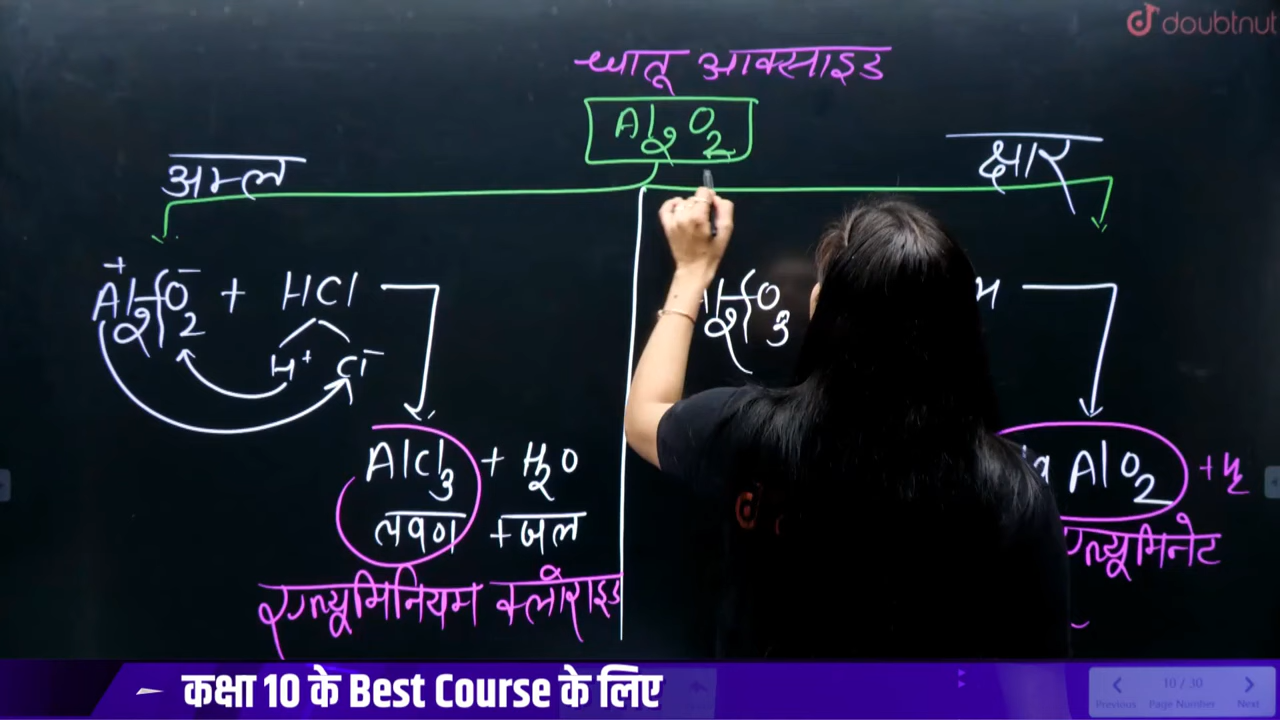 doubtnut
धातू आक्साइड
Al2O2
अम्ल
क्षार
+ -
Al2O2 + HCl
H+ Cl-
Al2O3
AlCl3 + H2O
लवण + जल
एल्यूमिनियम क्लोराइड
AlO2 + H2
एल्यूमिनेट
कक्षा 10 के Best Course के लिए
10 / 30
Previous Page Number Next